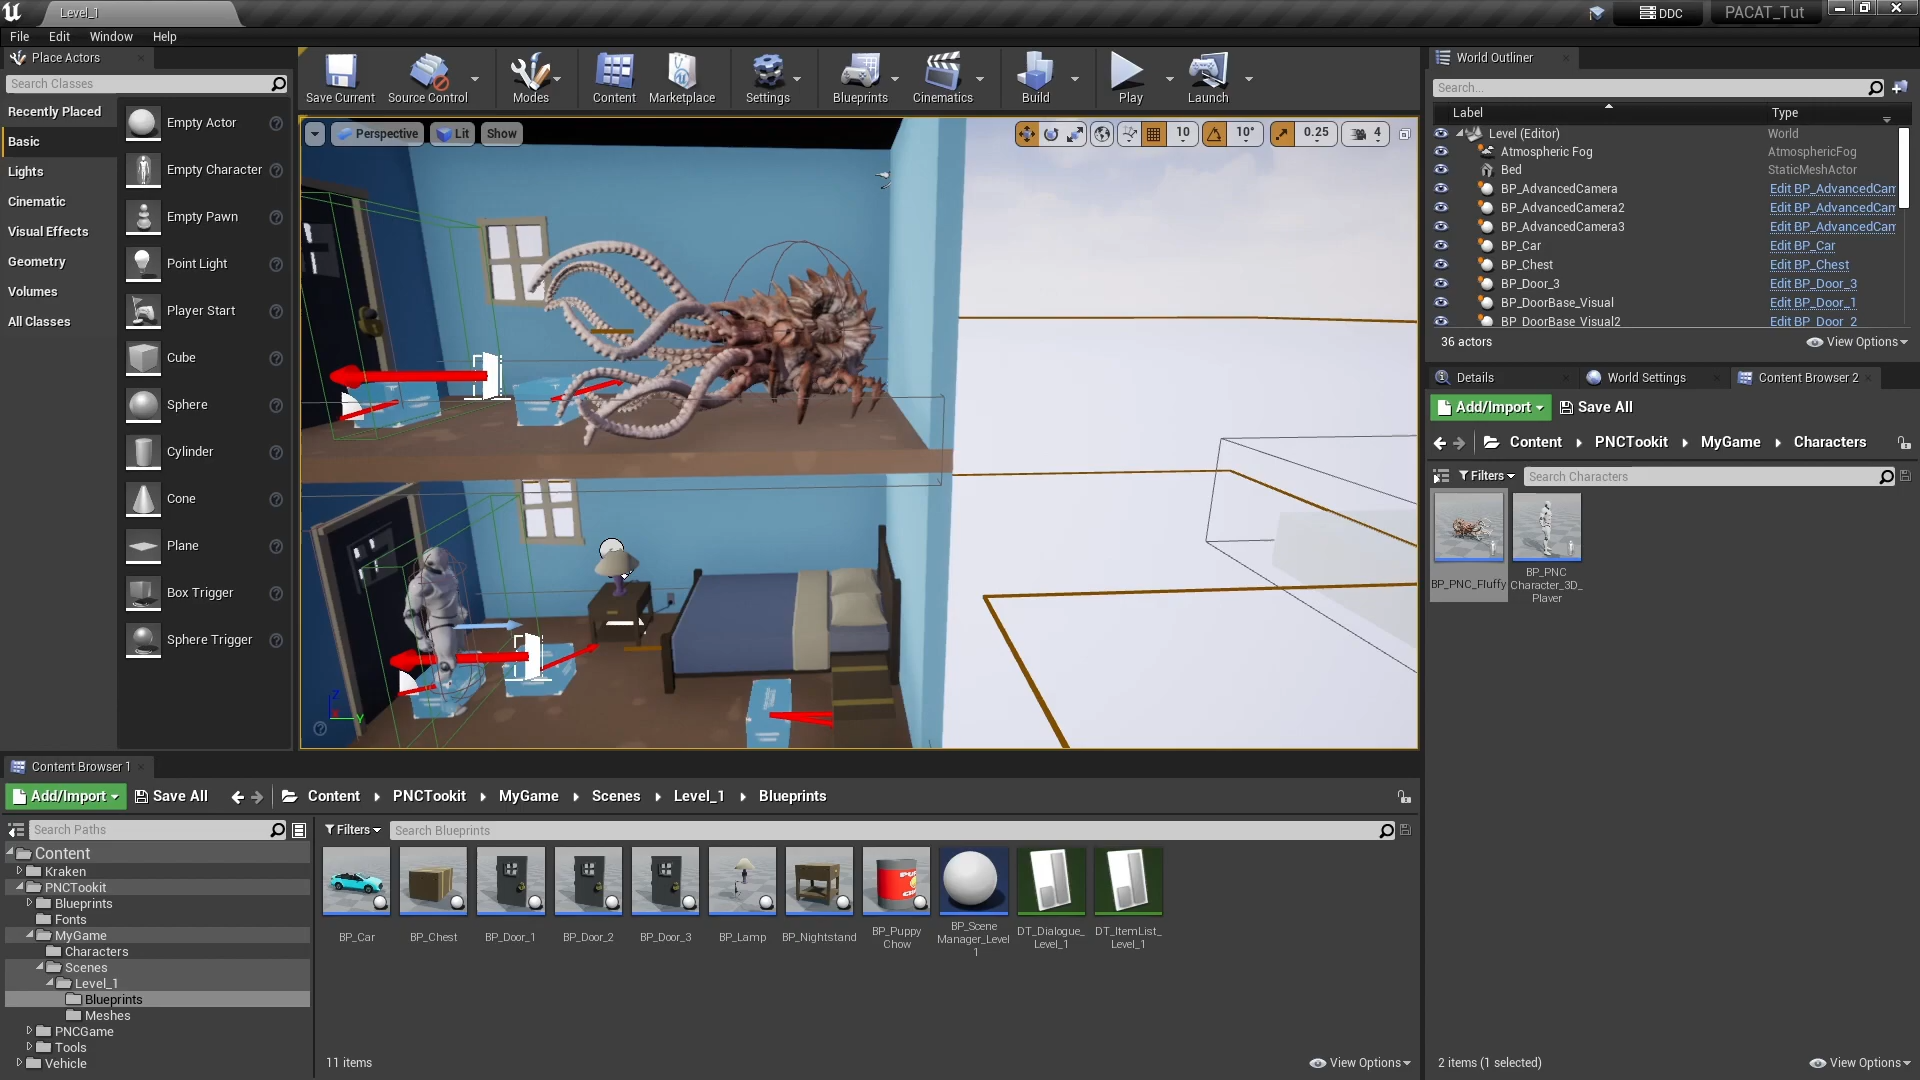 Level_1
DDC
PACAT_Tut
File
Edit
Window
Help
Place Actors
Search Classes
Recently Placed
Basic
Lights
Cinematic
Visual Effects
Geometry
Volumes
All Classes
Empty Actor
Empty Character
Empty Pawn
Point Light
Player Start
Cube
Sphere
Cylinder
Cone
Plane
Box Trigger
Sphere Trigger
Save Current
Source Control
Modes
Content
Marketplace
Settings
Blueprints
Cinematics
Build
Play
Launch
Perspective
Lit
Show
10
10°
0.25
4
Z
Y
World Outliner
Search...
Label
Type
Level (Editor)
World
Atmospheric Fog
AtmosphericFog
Bed
StaticMeshActor
BP_AdvancedCamera
Edit BP_AdvancedCam
BP_AdvancedCamera2
Edit BP_AdvancedCam
BP_AdvancedCamera3
Edit BP_AdvancedCam
BP_Car
Edit BP_Car
BP_Chest
Edit BP_Chest
BP_Door_3
Edit BP_Door_3
BP_DoorBase_Visual
Edit BP_Door_1
BP_DoorBase_Visual2
Edit BP_Door_2
36 actors
View Options
Details
World Settings
Content Browser 2
Add/Import
Save All
Content
PNCTookit
MyGame
Characters
Filters
Search Characters
BP_PNC_Fluffy
BP_PNC
Character_3D_
Player
2 items (1 selected)
View Options
Content Browser 1
Add/Import
Save All
Content
PNCTookit
MyGame
Scenes
Level_1
Blueprints
Search Paths
Content
Kraken
PNCTookit
Blueprints
Fonts
MyGame
Characters
Scenes
Level_1
Blueprints
Meshes
PNCGame
Tools
Vehicle
Filters
Search Blueprints
BP_Car
BP_Chest
BP_Door_1
BP_Door_2
BP_Door_3
BP_Lamp
BP_Nightstand
BP_Puppy
Chow
BP_Scene
Manager_Level
1
DT_Dialogue_
Level_1
DT_ItemList_
Level_1
11 items
View Options